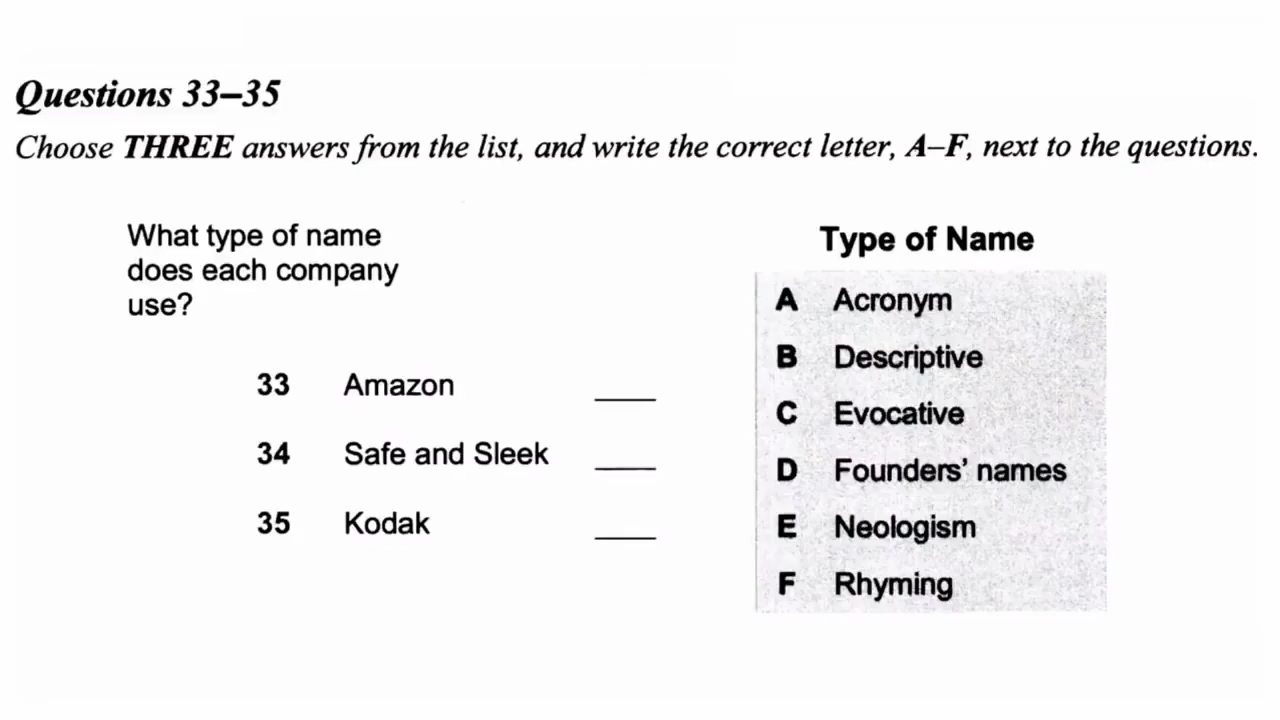 Questions 33–35
Choose THREE answers from the list, and write the correct letter, A–F, next to the questions.
What type of name
does each company
use?
33 Amazon
34 Safe and Sleek
35 Kodak
Type of Name
A Acronym
B Descriptive
C Evocative
D Founders' names
E Neologism
F Rhyming